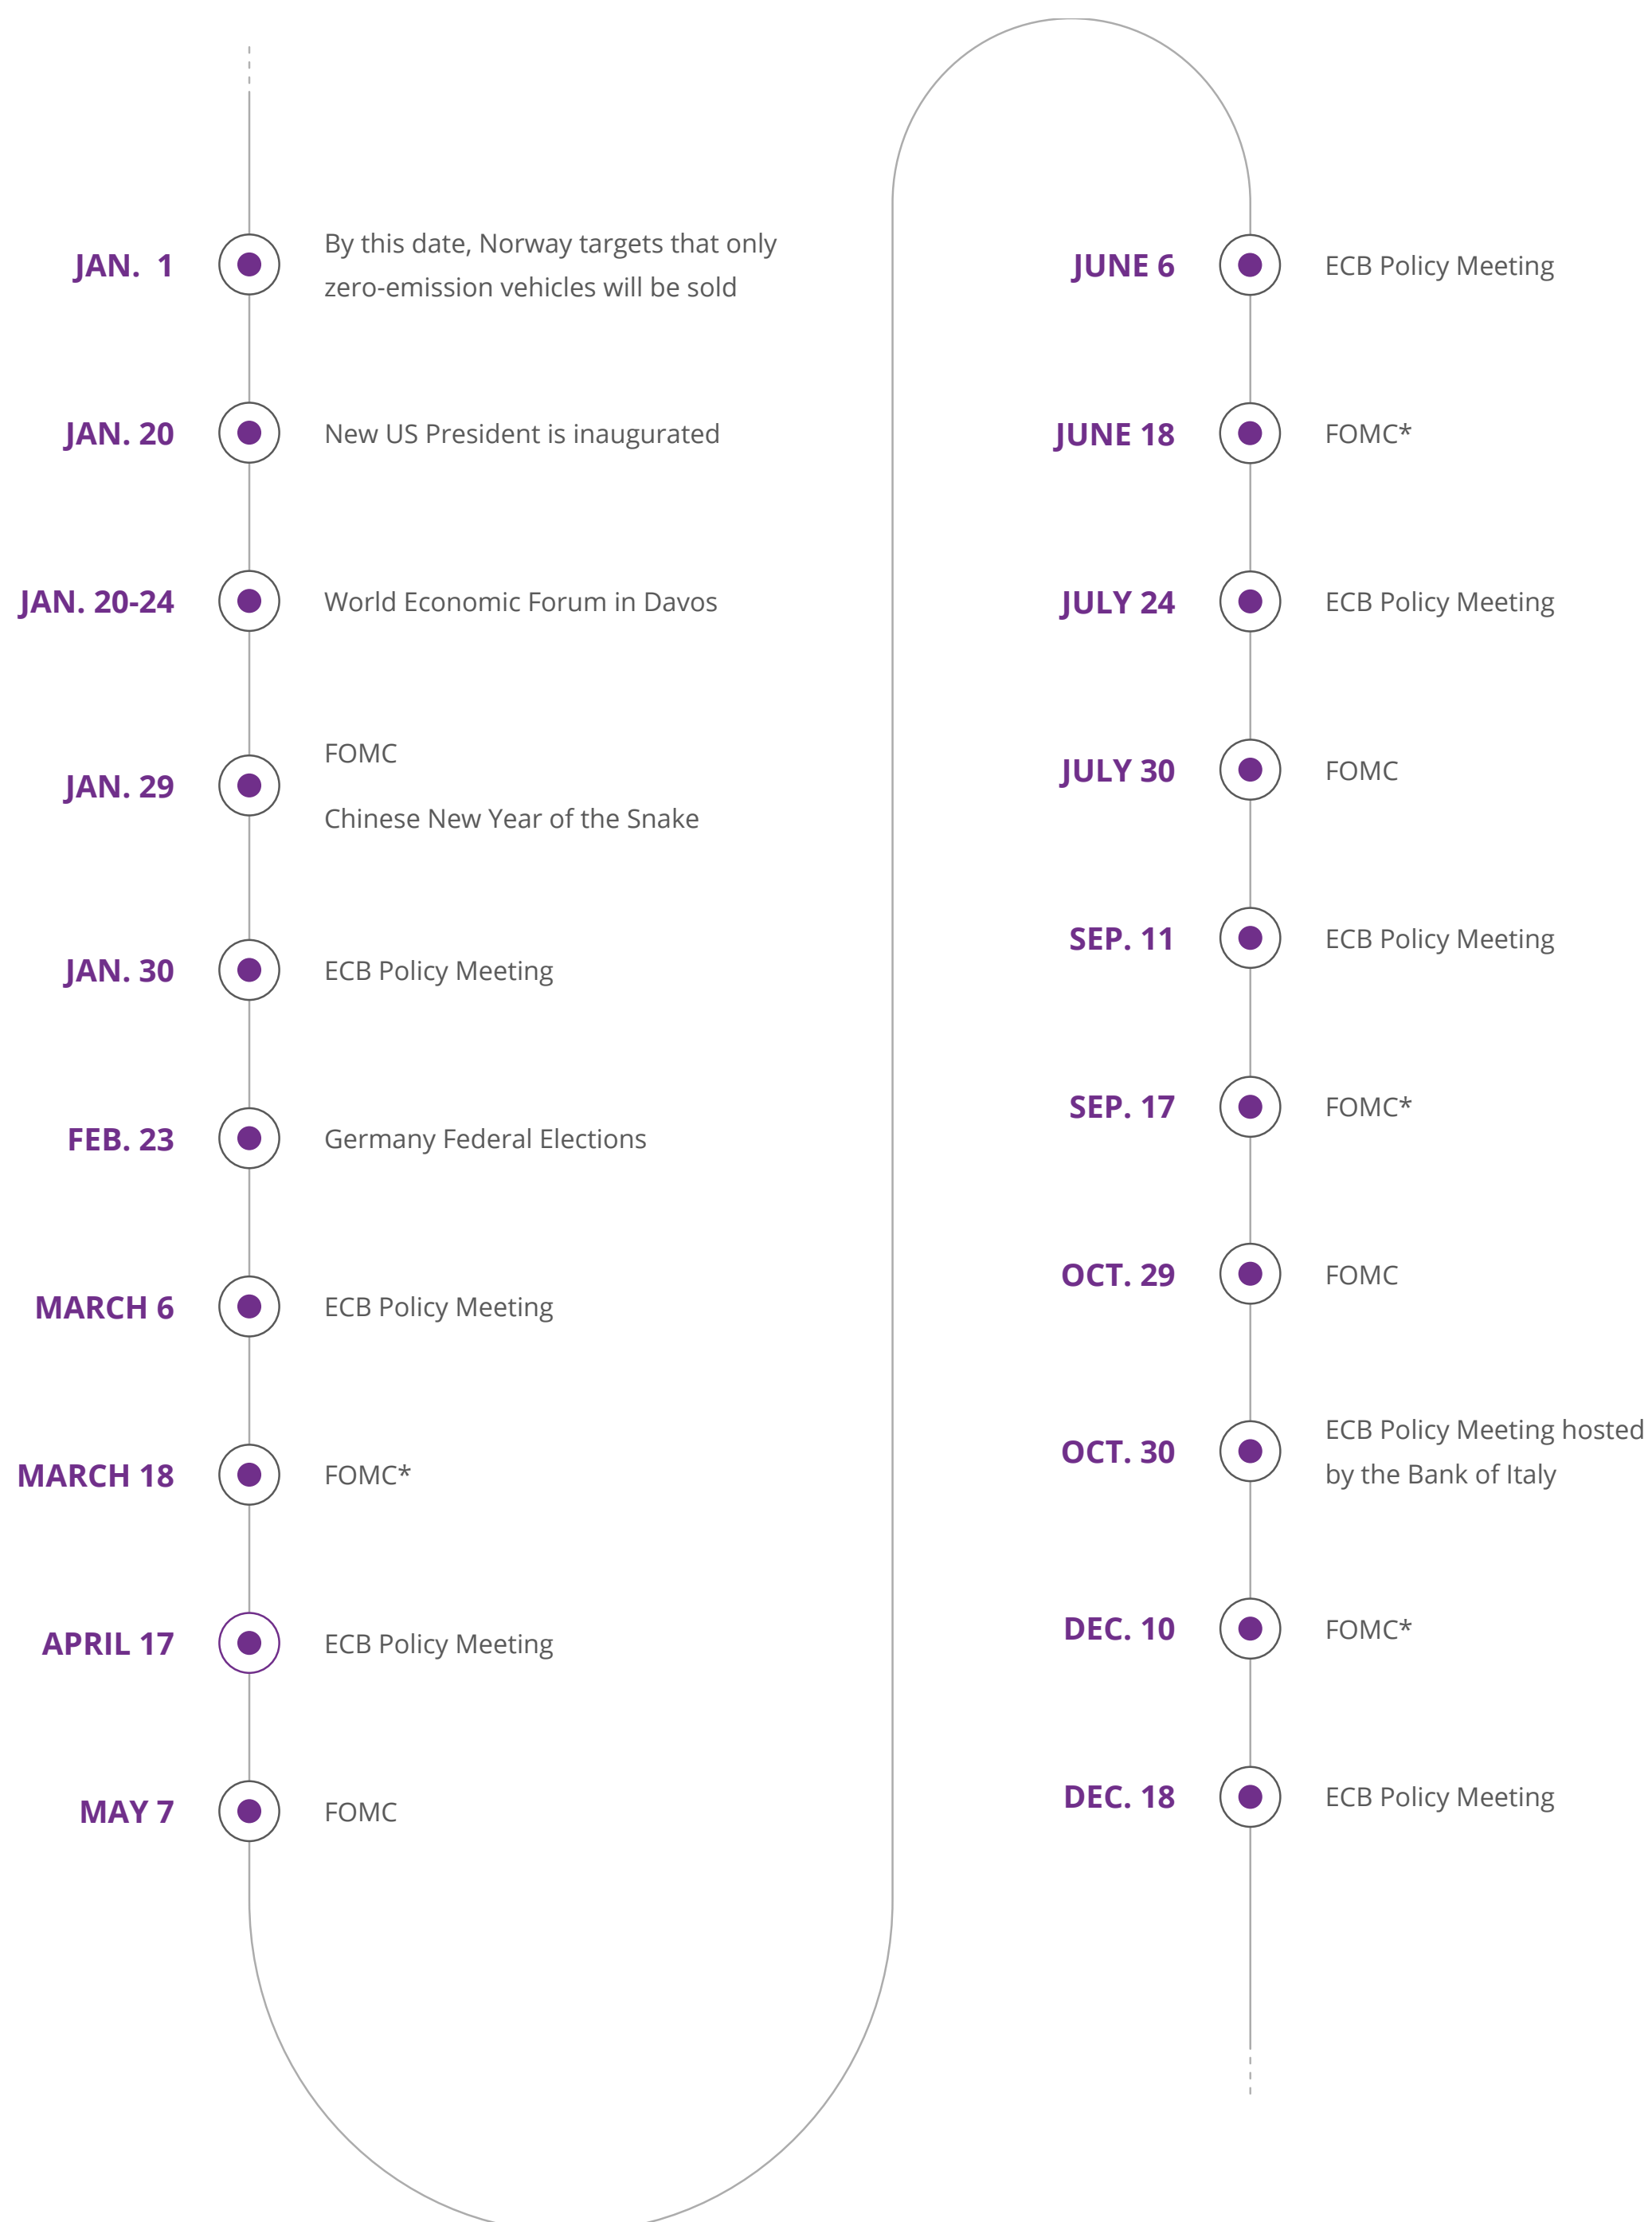 JAN. 1
By this date, Norway targets that only
zero-emission vehicles will be sold
JAN. 20
New US President is inaugurated
JAN. 20-24
World Economic Forum in Davos
JAN. 29
FOMC
Chinese New Year of the Snake
JAN. 30
ECB Policy Meeting
FEB. 23
Germany Federal Elections
MARCH 6
ECB Policy Meeting
MARCH 18
FOMC*
APRIL 17
ECB Policy Meeting
MAY 7
FOMC
JUNE 6
ECB Policy Meeting
JUNE 18
FOMC*
JULY 24
ECB Policy Meeting
JULY 30
FOMC
SEP. 11
ECB Policy Meeting
SEP. 17
FOMC*
OCT. 29
FOMC
OCT. 30
ECB Policy Meeting hosted
by the Bank of Italy
DEC. 10
FOMC*
DEC. 18
ECB Policy Meeting